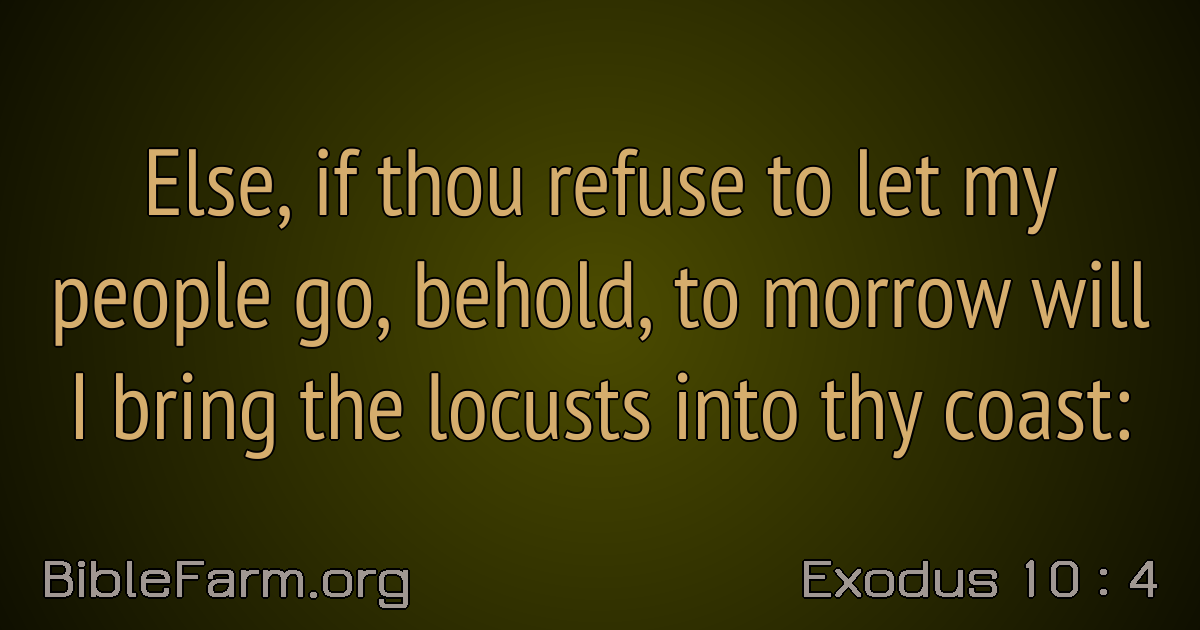 Else, if thou refuse to let my
people go, behold, to morrow will
I bring the locusts into thy coast:
BibleFarm.org
Exodus 10 : 4